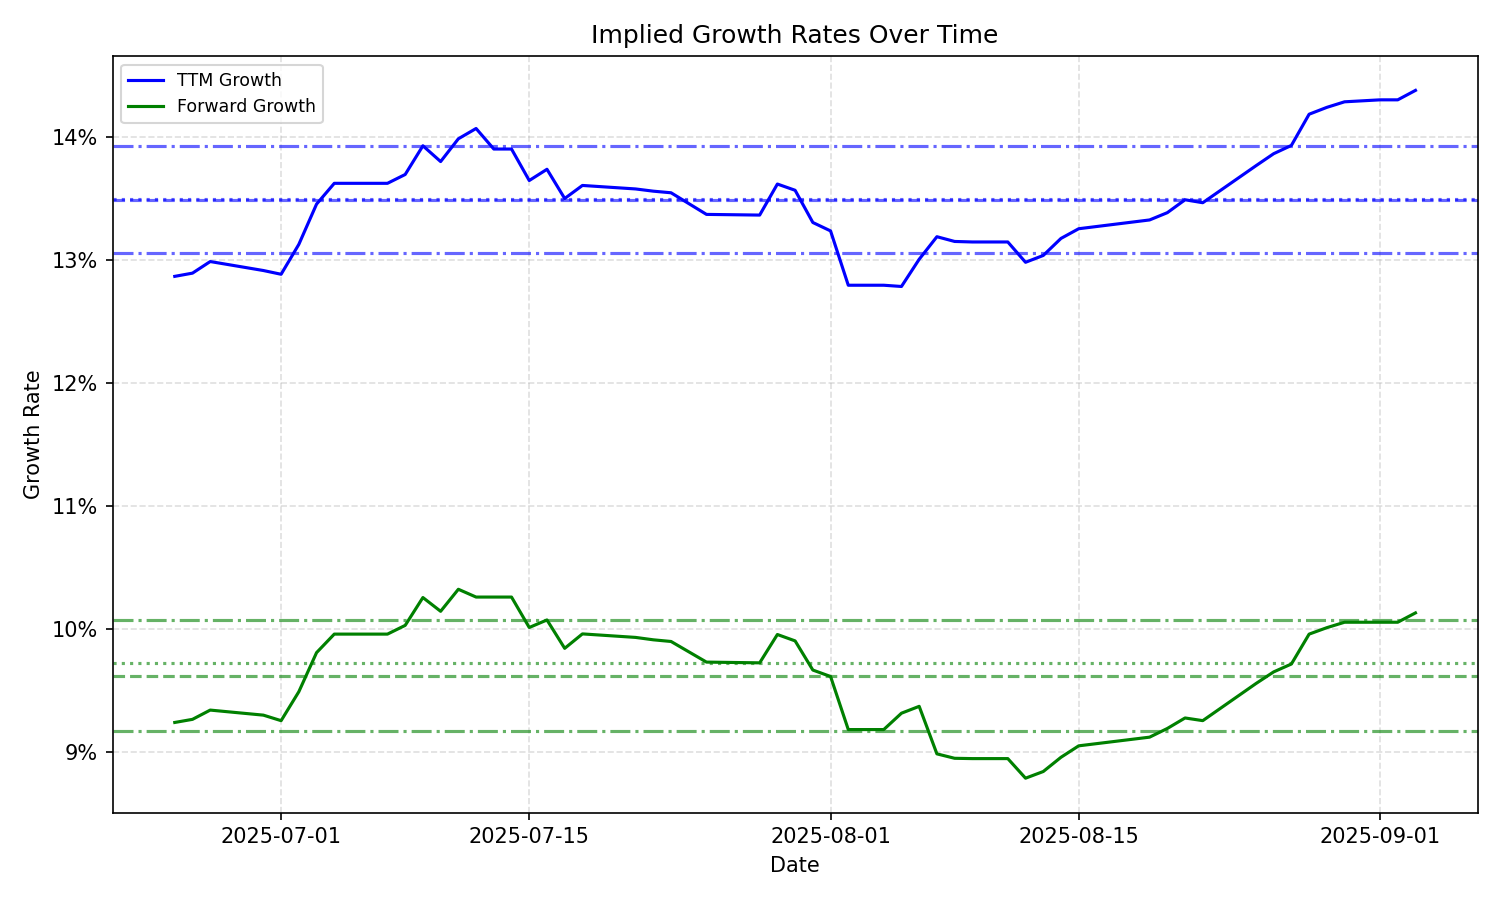 Implied Growth Rates Over Time
TTM Growth
Forward Growth
Growth Rate
14%
13%
12%
11%
10%
9%
2025-07-01
2025-07-15
2025-08-01
2025-08-15
2025-09-01
Date